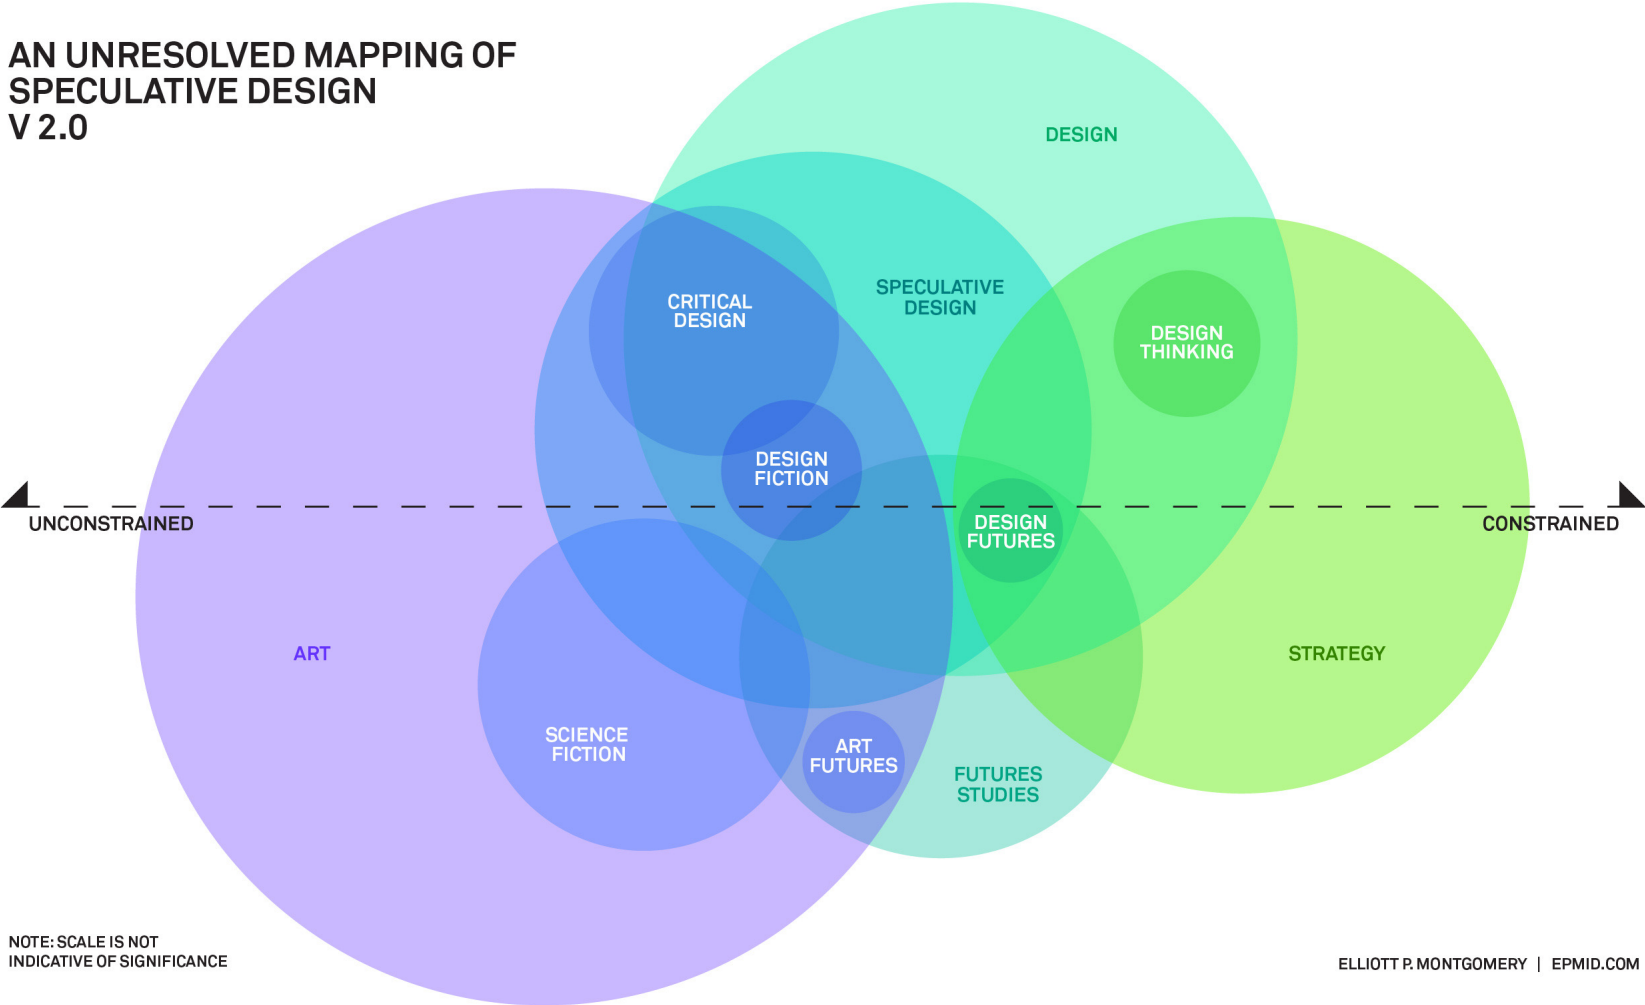 AN UNRESOLVED MAPPING OF
SPECULATIVE DESIGN
V 2.0
DESIGN
SPECULATIVE
DESIGN
CRITICAL
DESIGN
DESIGN
THINKING
DESIGN
FICTION
UNCONSTRAINED
DESIGN
FUTURES
CONSTRAINED
ART
STRATEGY
SCIENCE
FICTION
ART
FUTURES
FUTURES
STUDIES
NOTE: SCALE IS NOT
INDICATIVE OF SIGNIFICANCE
ELLIOTT P. MONTGOMERY | EPMID.COM